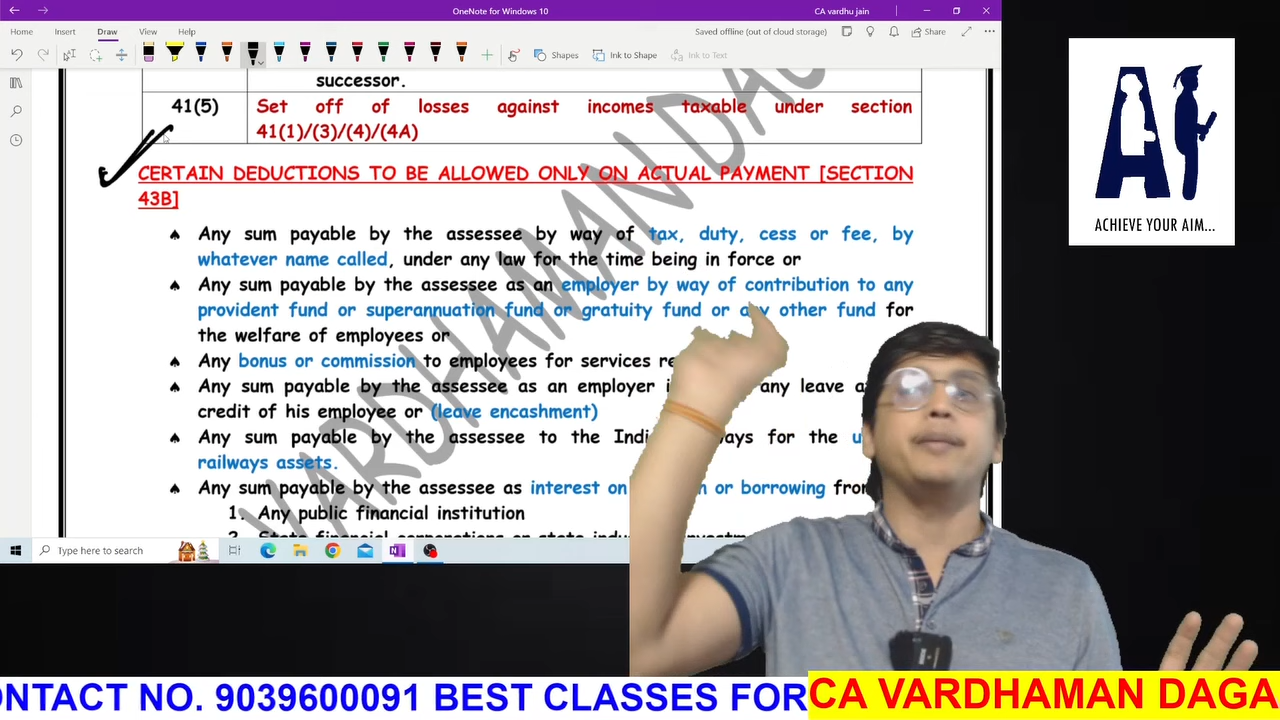 OneNote for Windows 10
CA vardhu jain
Home Insert Draw View Help
Saved offline (out of cloud storage)
Share
Shapes
Ink to Shape
Ink to Text
successor.
41(5) Set off of losses against incomes taxable under section
41(1)/(3)/(4)/(4A)
CERTAIN DEDUCTIONS TO BE ALLOWED ONLY ON ACTUAL PAYMENT [SECTION
43B]
♠ Any sum payable by the assessee by way of tax, duty, cess or fee, by
whatever name called, under any law for the time being in force or
♠ Any sum payable by the assessee as an employer by way of contribution to any
provident fund or superannuation fund or gratuity fund or any other fund for
the welfare of employees or
♠ Any bonus or commission to employees for services
♠ Any sum payable by the assessee as an employer any leave
credit of his employee or (leave encashment)
♠ Any sum payable by the assessee to the for the
railways assets.
♠ Any sum payable by the assessee as interest on or borrowing
1. Any public financial institution
VARDHAMAN
Type here to search
ACHIEVE YOUR AIM...
ONTACT NO. 9039600091 BEST CLASSES FOR
CA VARDHAMAN DAGA